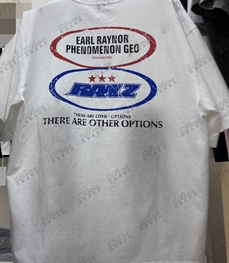 EARL RAYNOR
PHENOMENON GEO
RANZ
THERE ARE OTHER OPTIONS
THERE ARE OTHER OPTIONS